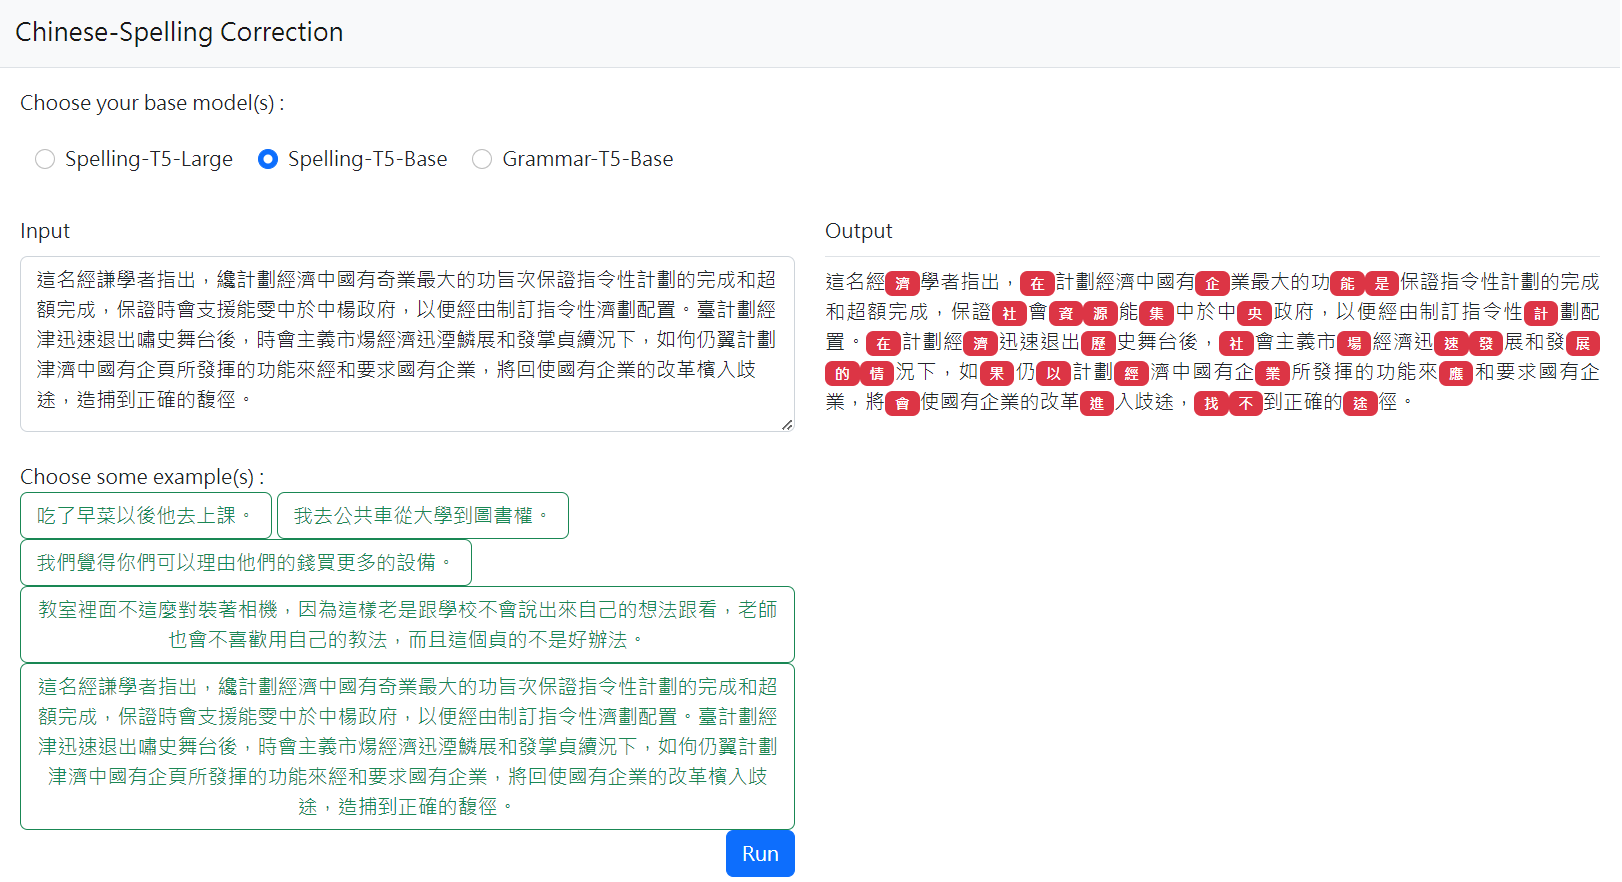 Chinese-Spelling Correction
Choose your base model(s) :
Spelling-T5-Large Spelling-T5-Base Grammar-T5-Base
Input
這名經謙學者指出，纔計劃經濟中國有奇業最大的功旨次保證指令性計劃的完成和超
額完成，保證時會支援能雯中於中楊政府，以便經由制訂指令性濟劃配置。臺計劃經
津迅速退出嘯史舞台後，時會主義市煬經濟迅湮鱗展和發掌貞續況下，如佝仍翼計劃
津濟中國有企頁所發揮的功能來經和要求國有企業，將回使國有企業的改革檳入歧
途，造捕到正確的馥徑。
Output
這名經濟學者指出，在計劃經濟中國有企業最大的功能是保證指令性計劃的完成
和超額完成，保證社會資源能集中於中央政府，以便經由制訂指令性計劃配
置。在計劃經濟迅速退出歷史舞台後，社會主義市場經濟迅速發展和發展
的情況下，如果仍以計劃經濟中國有企業所發揮的功能來應和要求國有企
業，將會使國有企業的改革進入歧途，找不到正確的途徑。
Choose some example(s) :
吃了早菜以後他去上課。
我去公共車從大學到圖書權。
我們覺得你們可以理由他們的錢買更多的設備。
教室裡面不這麼對裝著相機，因為這樣老是跟學校不會說出來自己的想法跟看，老師
也會不喜歡用自己的教法，而且這個貞的不是好辦法。
這名經謙學者指出，纔計劃經濟中國有奇業最大的功旨次保證指令性計劃的完成和超
額完成，保證時會支援能雯中於中楊政府，以便經由制訂指令性濟劃配置。臺計劃經
津迅速退出嘯史舞台後，時會主義市煬經濟迅湮鱗展和發掌貞續況下，如佝仍翼計劃
津濟中國有企頁所發揮的功能來經和要求國有企業，將回使國有企業的改革檳入歧
途，造捕到正確的馥徑。
Run